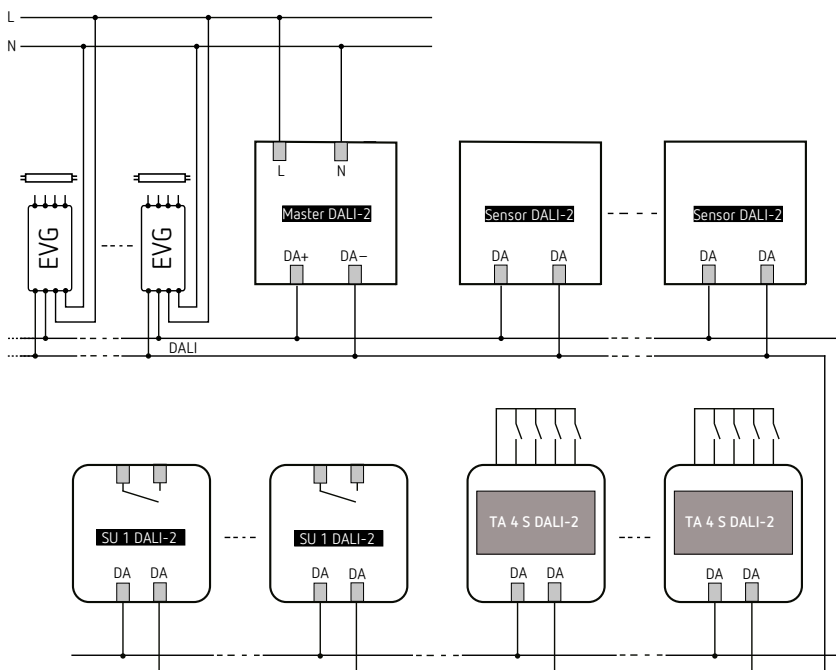 L
N
L N
EVG EVG Master DALI-2 Sensor DALI-2 Sensor DALI-2
DA+ DA− DA DA DA DA
DALI
SU 1 DALI-2 SU 1 DALI-2 TA 4 S DALI-2 TA 4 S DALI-2
DA DA DA DA DA DA DA DA